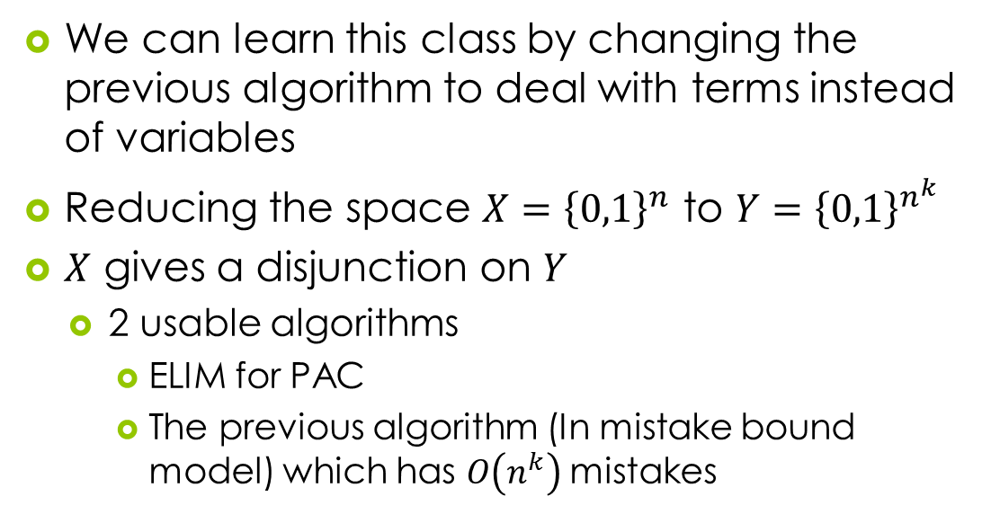 We can learn this class by changing the
previous algorithm to deal with terms instead
of variables
Reducing the space X = {0,1}ⁿ to Y = {0,1}^{n^k}
X gives a disjunction on Y
2 usable algorithms
ELIM for PAC
The previous algorithm (In mistake bound
model) which has O(n^k) mistakes